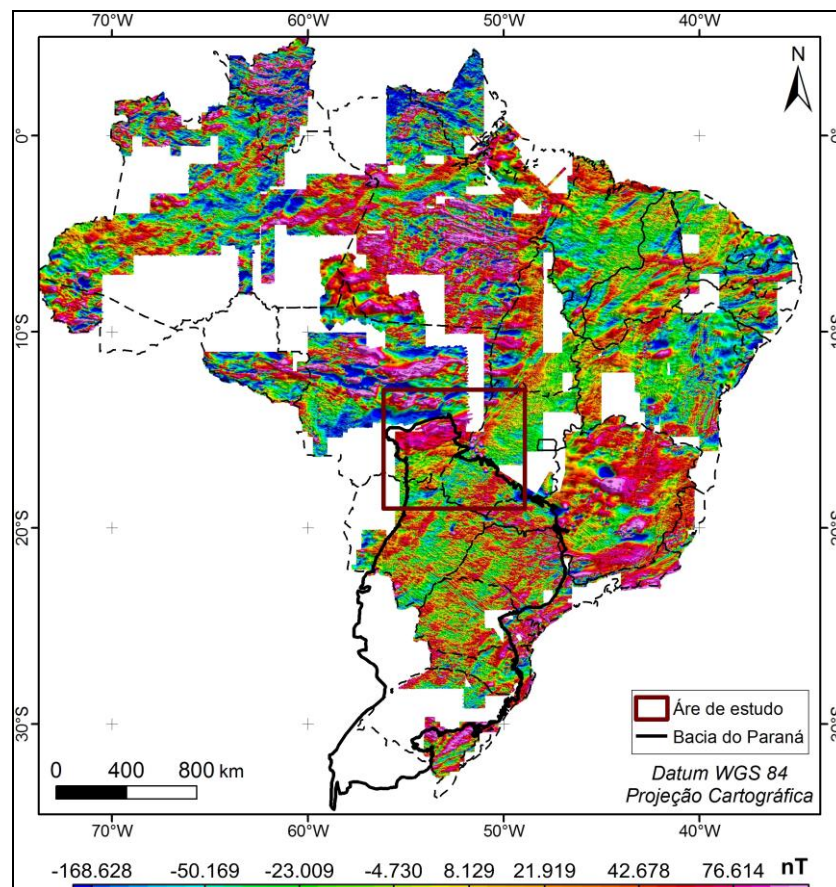 70°W 60°W 50°W 40°W
N
0° 0°
10°S 10°S
20°S 20°S
30°S 30°S
Áre de estudo
Bacia do Paraná
0 400 800 km
Datum WGS 84
Projeção Cartográfica
70°W 60°W 50°W 40°W
-168.628 -50.169 -23.009 -4.730 8.129 21.919 42.678 76.614 nT